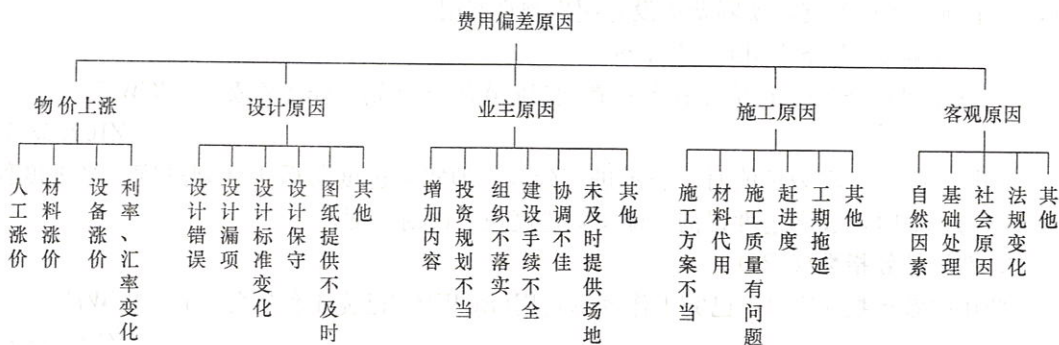 费用偏差原因
物价上涨
设计原因
业主原因
施工原因
客观原因
人工涨价
材料涨价
设备涨价
利率、汇率变化
设计错误
设计漏项
设计标准变化
设计保守
图纸提供不及时
其他
增加内容
投资规划不当
组织不落实
建设手续不全
协调不佳
未及时提供场地
其他
施工方案不当
材料代用
施工质量有问题
赶进度
工期拖延
其他
自然因素
基础处理
社会原因
法规变化
其他